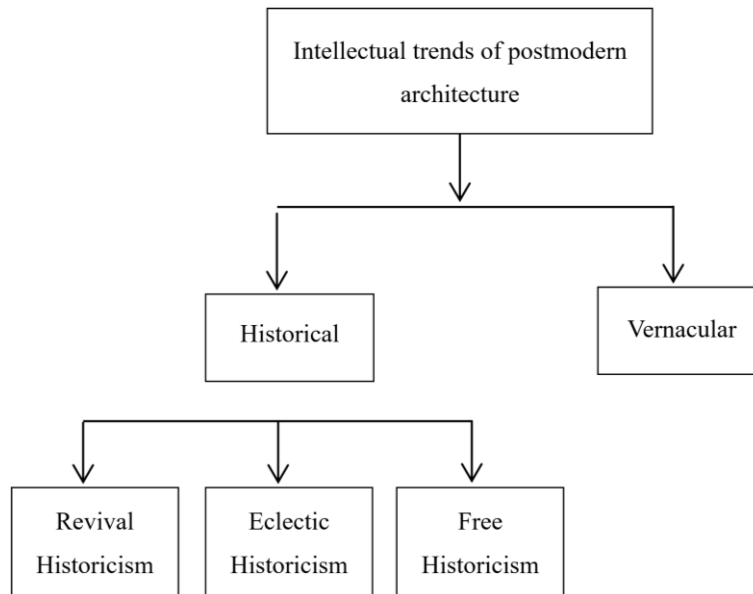 Intellectual trends of postmodern
architecture
Historical
Vernacular
Revival
Historicism
Eclectic
Historicism
Free
Historicism